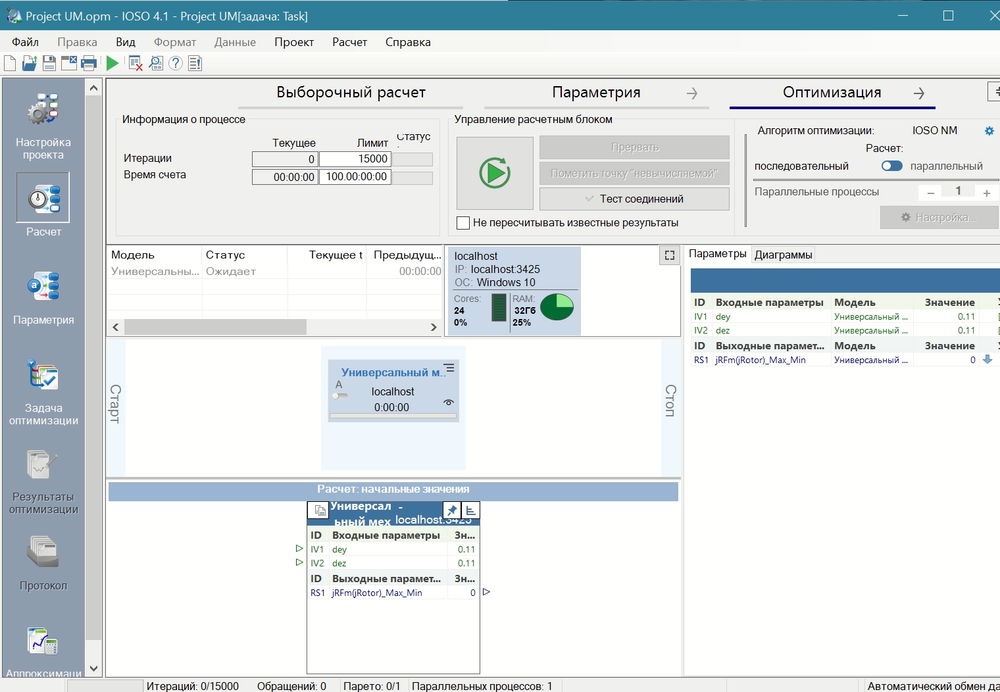 Project UM.opm - IOSO 4.1 - Project UM[задача: Task]
Файл Правка Вид Формат Данные Проект Расчет Справка
Настройка проекта
Расчет
Параметрия
Задача оптимизации
Результаты оптимизации
Протокол
Аппроксимаци
Выборочный расчет Параметрия Оптимизация
Информация о процессе
Текущее Лимит Статус
Итерации 0 15000
Время счета 00:00:00 100.00:00:00
Управление расчетным блоком
Прервать
Пометить точку "невычисляемой"
Тест соединений
Не пересчитывать известные результаты
Алгоритм оптимизации: IOSO NM
Расчет:
последовательный параллельный
Параллельные процессы – 1 +
Настройка...
Модель Статус Текущее t Предыдущ...
Универсальны... Ожидает 00:00:00
localhost
IP: localhost:3425
ОС: Windows 10
Cores: RAM:
24 32Гб
0% 25%
Старт
Универсальный м..
A
localhost
0:00:00
Стоп
Расчет: начальные значения
Универсал -
ьный мех localhost:3425
ID Входные параметры Зн...
IV1 dey 0.11
IV2 dez 0.11
ID Выходные парамет... Зн...
RS1 jRFm(jRotor)_Max_Min 0
Параметры Диаграммы
ID Входные параметры Модель Значение
IV1 dey Универсальный ... 0.11
IV2 dez Универсальный ... 0.11
ID Выходные парамет... Модель Значение
RS1 jRFm(jRotor)_Max_Min Универсальный ... 0
Итераций: 0/15000 Обращений: 0 Парето: 0/1 Параллельных процессов: 1 Автоматический обмен да